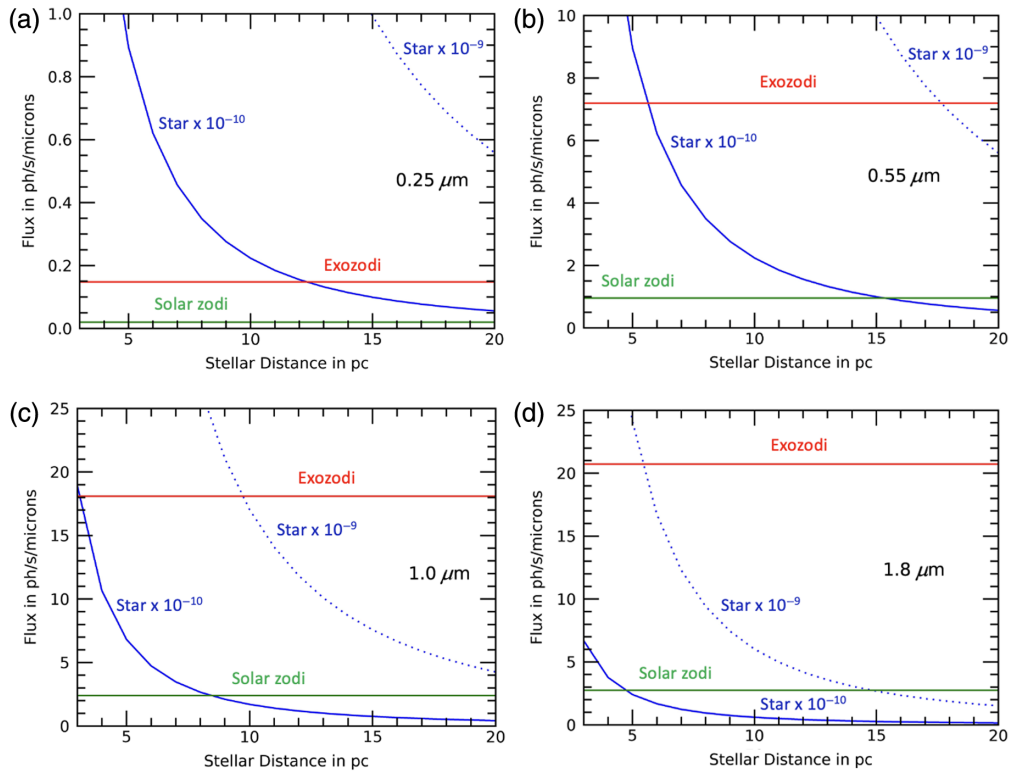 (a)
1.0
0.8
0.6
0.4
0.2
0.0
Flux in ph/s/microns
Star x 10⁻⁹
Star x 10⁻¹⁰
0.25 μm
Exozodi
Solar zodi
5 10 15 20
Stellar Distance in pc
(b)
10
8
6
4
2
0
Flux in ph/s/microns
Star x 10⁻⁹
Exozodi
Star x 10⁻¹⁰
0.55 μm
Solar zodi
5 10 15 20
Stellar Distance in pc
(c)
25
20
15
10
5
0
Flux in ph/s/microns
Exozodi
Star x 10⁻⁹
1.0 μm
Star x 10⁻¹⁰
Solar zodi
5 10 15 20
Stellar Distance in pc
(d)
25
20
15
10
5
0
Flux in ph/s/microns
Exozodi
1.8 μm
Star x 10⁻⁹
Solar zodi
Star x 10⁻¹⁰
5 10 15 20
Stellar Distance in pc